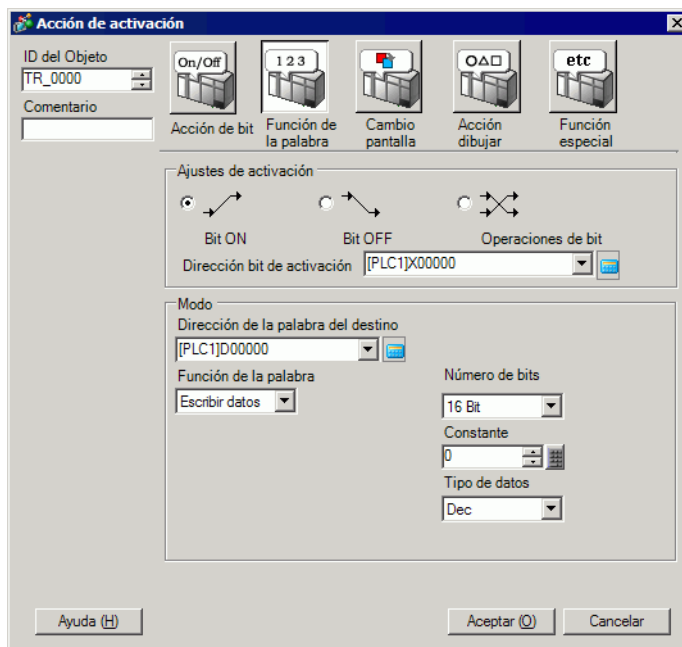 Acción de activación
ID del Objeto
TR_0000
Comentario
On/Off
1 2 3
etc
Acción de bit
Función de
la palabra
Cambio
pantalla
Acción
dibujar
Función
especial
Ajustes de activación
Bit ON
Bit OFF
Operaciones de bit
Dirección bit de activación
[PLC1]X00000
Modo
Dirección de la palabra del destino
[PLC1]D00000
Función de la palabra
Escribir datos
Número de bits
16 Bit
Constante
0
Tipo de datos
Dec
Ayuda (H)
Aceptar (O)
Cancelar